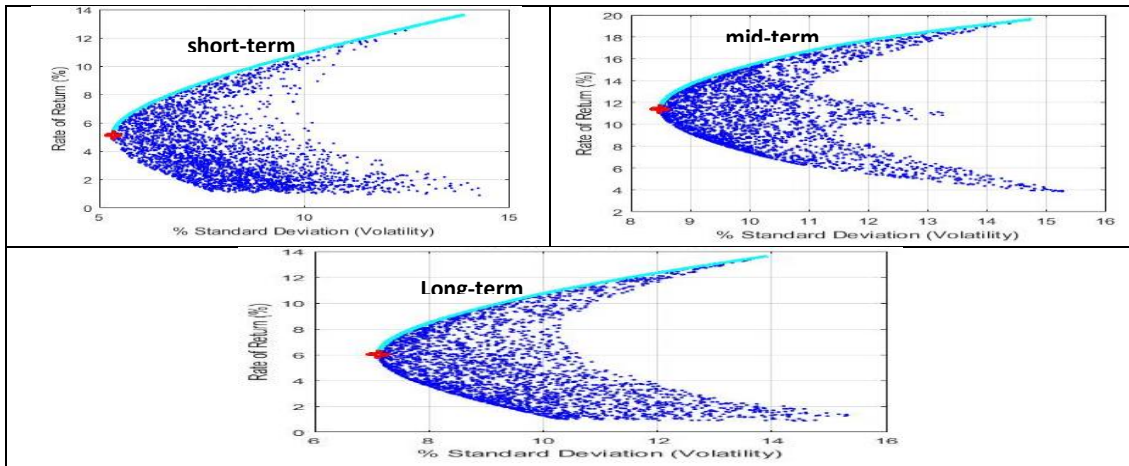 short-term
14
12
10
8
6
4
2
0
5 10 15
Rate of Return (%)
% Standard Deviation (Volatility)
mid-term
20
18
16
14
12
10
8
6
4
2
8 9 10 11 12 13 14 15 16
Rate of Return (%)
% Standard Deviation (Volatility)
Long-term
14
12
10
8
6
4
2
0
6 8 10 12 14 16
Rate of Return (%)
% Standard Deviation (Volatility)